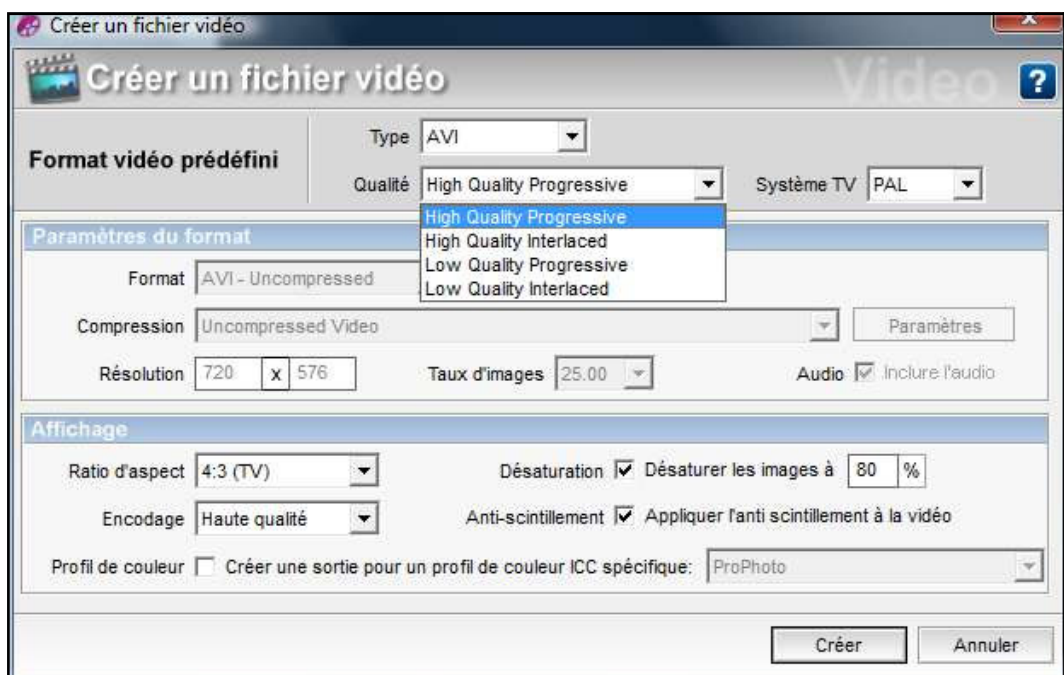 Créer un fichier vidéo
X
Créer un fichier vidéo
Video
?
Format vidéo prédéfini
Type AVI
Qualité High Quality Progressive Système TV PAL
High Quality Progressive
High Quality Interlaced
Low Quality Progressive
Low Quality Interlaced
Paramètres du format
Format AVI - Uncompressed
Compression Uncompressed Video Paramètres
Résolution 720 x 576 Taux d'images 25.00 Audio Inclure l'audio
Affichage
Ratio d'aspect 4:3 (TV) Désaturation Désaturer les images à 80 %
Encodage Haute qualité Anti-scintillement Appliquer l'anti scintillement à la vidéo
Profil de couleur Créer une sortie pour un profil de couleur ICC spécifique: ProPhoto
Créer Annuler